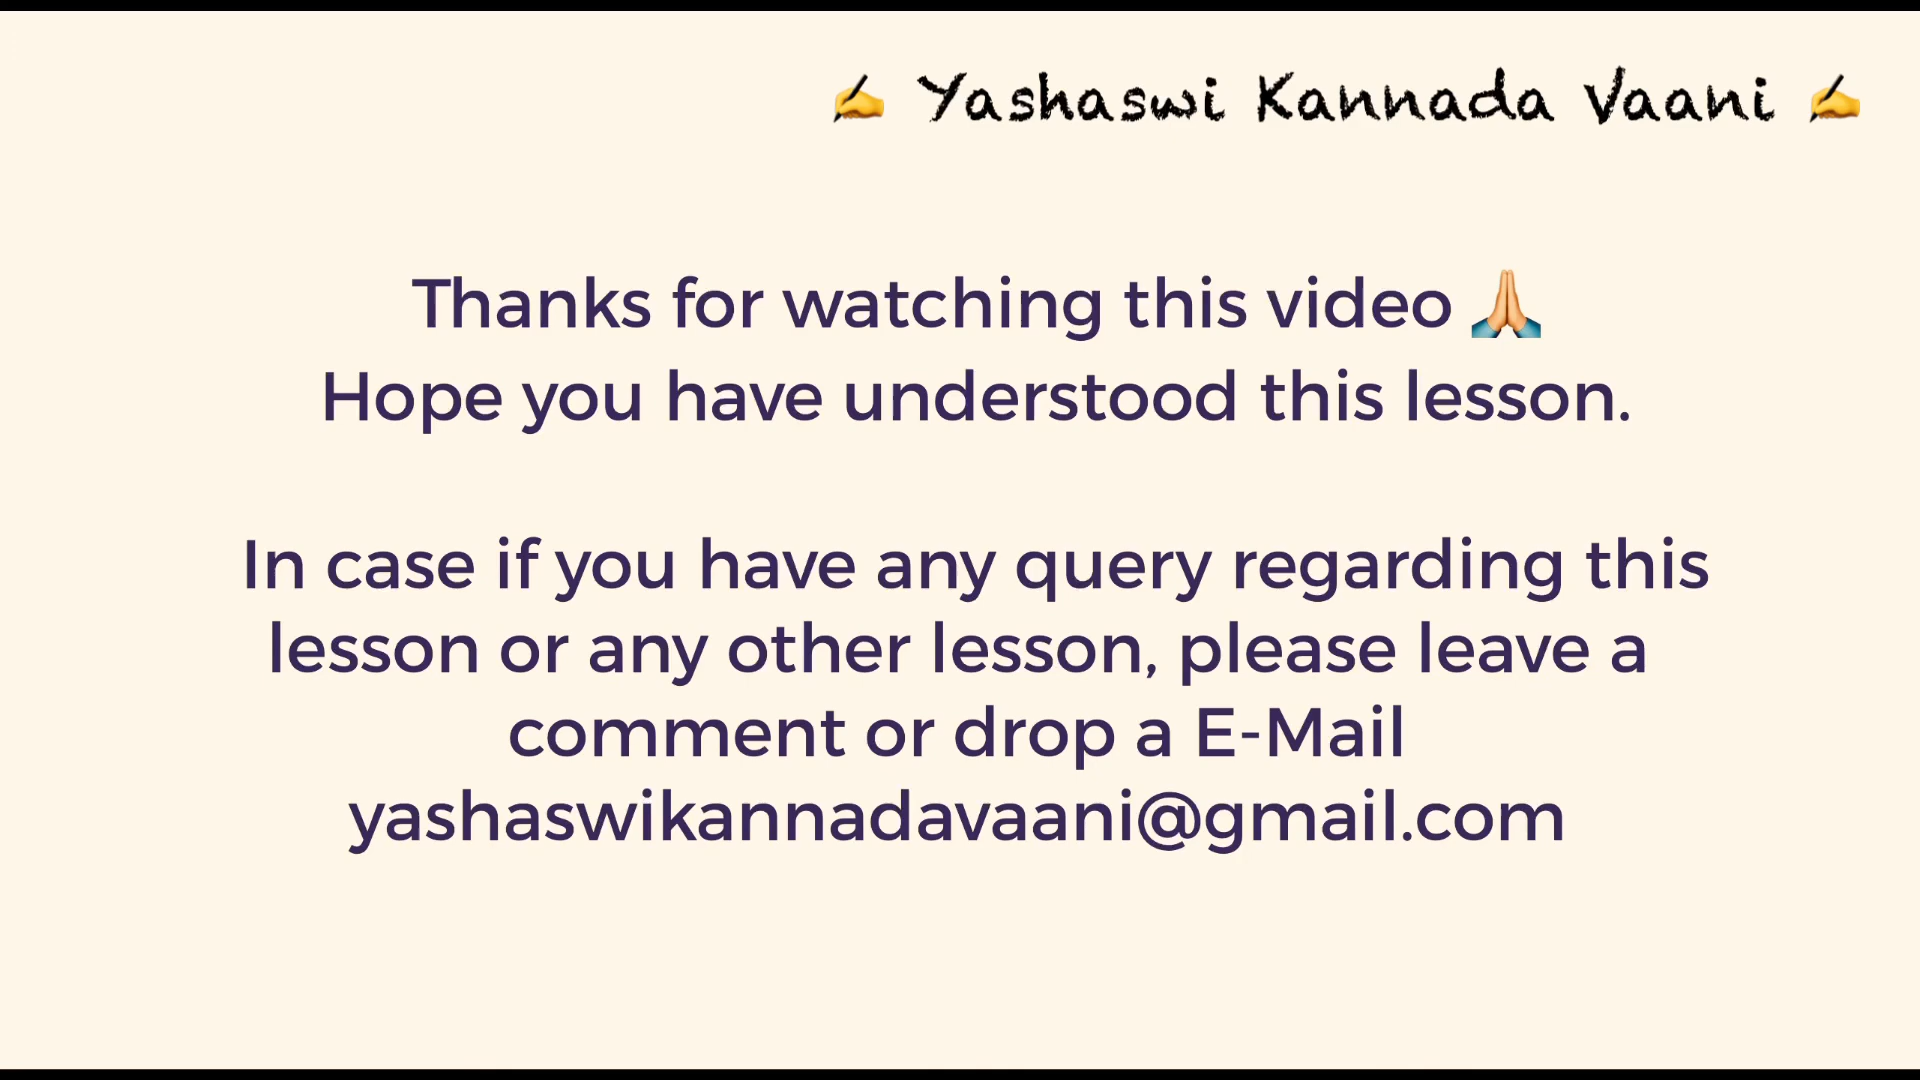 ✍️ Yashaswi Kannada Vaani ✍️
Thanks for watching this video 🙏🏼
Hope you have understood this lesson.
In case if you have any query regarding this
lesson or any other lesson, please leave a
comment or drop a E-Mail
yashaswikannadavaani@gmail.com